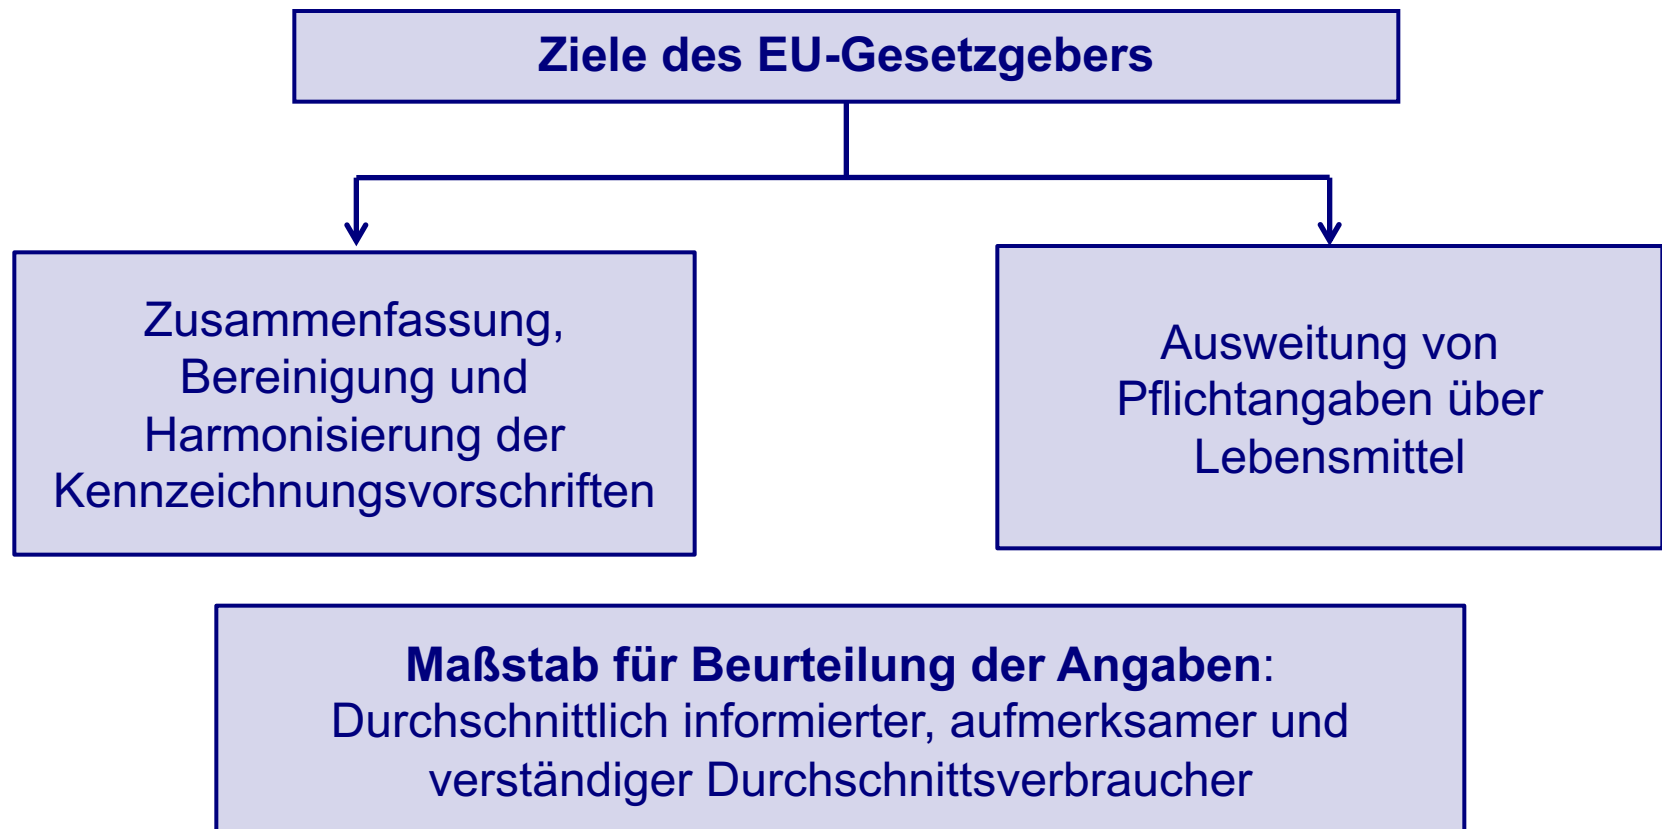 Ziele des EU-Gesetzgebers
Zusammenfassung,
Bereinigung und
Harmonisierung der
Kennzeichnungsvorschriften
Ausweitung von
Pflichtangaben über
Lebensmittel
Maßstab für Beurteilung der Angaben:
Durchschnittlich informierter, aufmerksamer und
verständiger Durchschnittsverbraucher